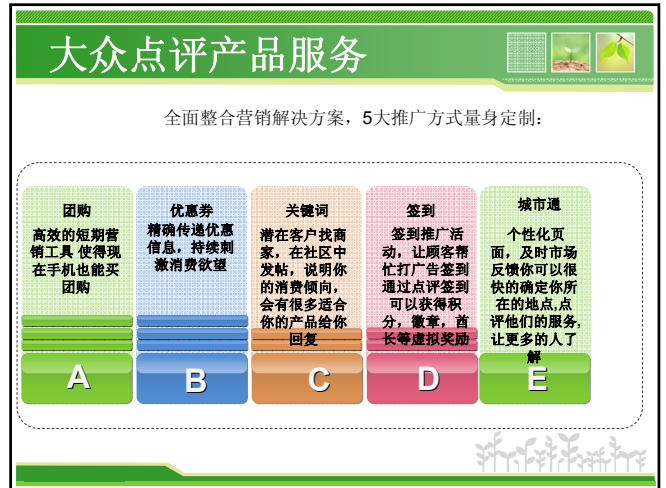 大众点评产品服务
全面整合营销解决方案，5大推广方式量身定制：
团购
高效的短期营
销工具 使得现
在手机也能买
团购
A
优惠券
精确传递优惠
信息，持续刺
激消费欲望
B
关键词
潜在客户找商
家，在社区中
发帖，说明你
的消费倾向，
会有很多适合
你的产品给你
回复
C
签到
签到推广活
动，让顾客帮
忙打广告签到
通过点评签到
可以获得积
分，徽章，酋
长等虚拟奖励
D
城市通
个性化页
面，及时市场
反馈你可以很
快的确定你所
在的地点,点
评他们的服务,
让更多的人了
解
E